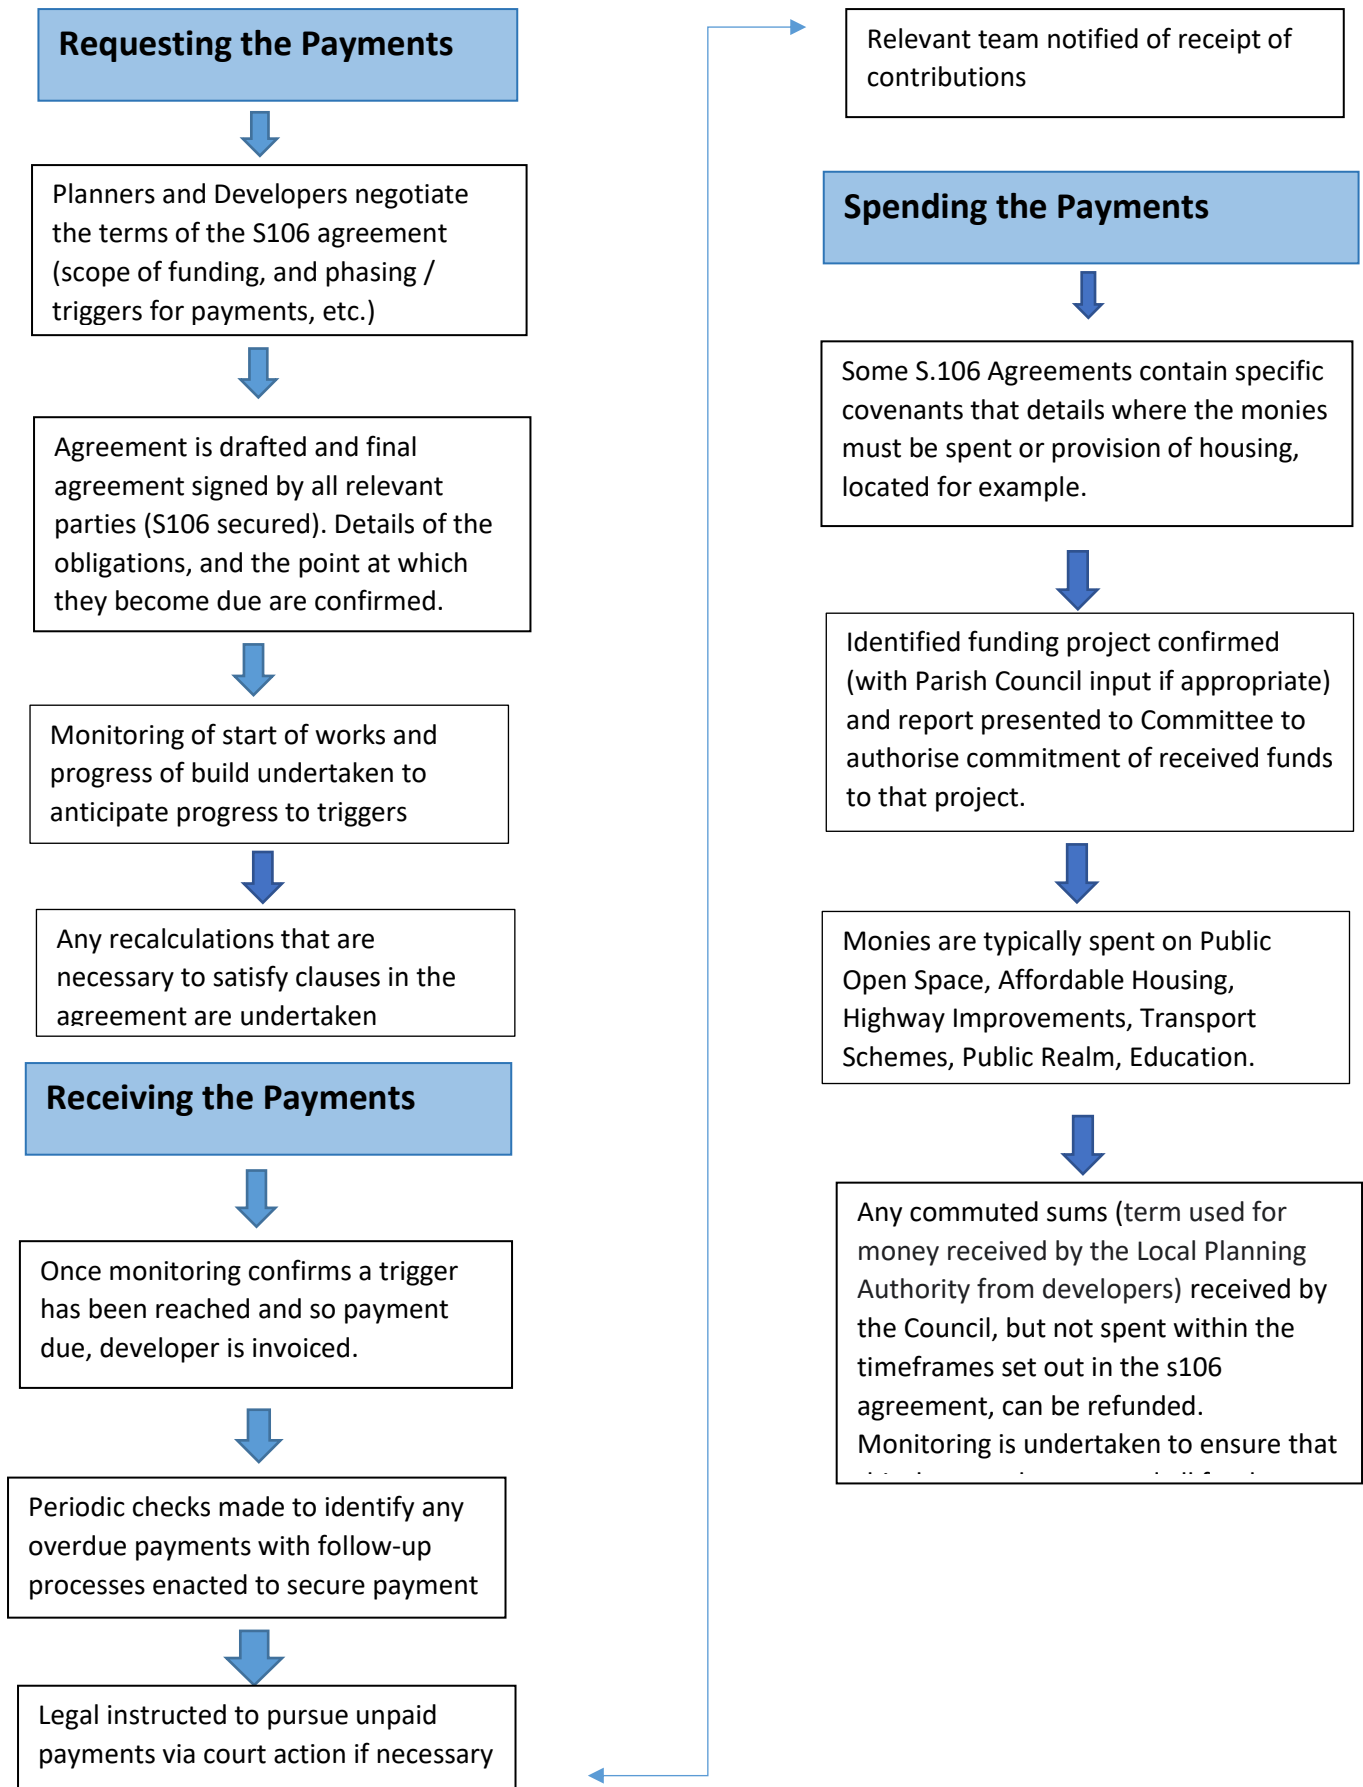 Requesting the Payments
Planners and Developers negotiate
the terms of the S106 agreement
(scope of funding, and phasing /
triggers for payments, etc.)
Agreement is drafted and final
agreement signed by all relevant
parties (S106 secured). Details of the
obligations, and the point at which
they become due are confirmed.
Monitoring of start of works and
progress of build undertaken to
anticipate progress to triggers
Any recalculations that are
necessary to satisfy clauses in the
agreement are undertaken
Receiving the Payments
Once monitoring confirms a trigger
has been reached and so payment
due, developer is invoiced.
Periodic checks made to identify any
overdue payments with follow-up
processes enacted to secure payment
Legal instructed to pursue unpaid
payments via court action if necessary
Relevant team notified of receipt of
contributions
Spending the Payments
Some S.106 Agreements contain specific
covenants that details where the monies
must be spent or provision of housing,
located for example.
Identified funding project confirmed
(with Parish Council input if appropriate)
and report presented to Committee to
authorise commitment of received funds
to that project.
Monies are typically spent on Public
Open Space, Affordable Housing,
Highway Improvements, Transport
Schemes, Public Realm, Education.
Any commuted sums (term used for
money received by the Local Planning
Authority from developers) received by
the Council, but not spent within the
timeframes set out in the s106
agreement, can be refunded.
Monitoring is undertaken to ensure that